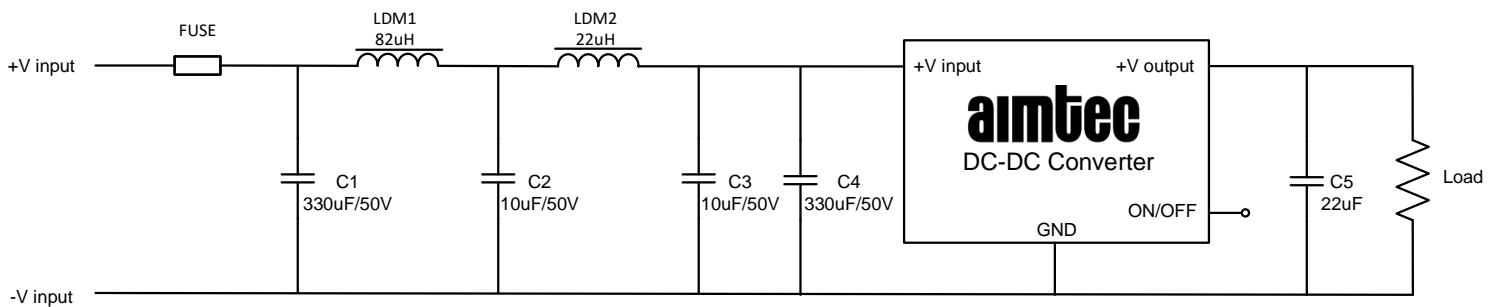 FUSE
LDM1
82uH
LDM2
22uH
+V input
+V input
+V output
aimtec
DC-DC Converter
C1
330uF/50V
C2
10uF/50V
C3
10uF/50V
C4
330uF/50V
C5
22uF
Load
ON/OFF
GND
-V input